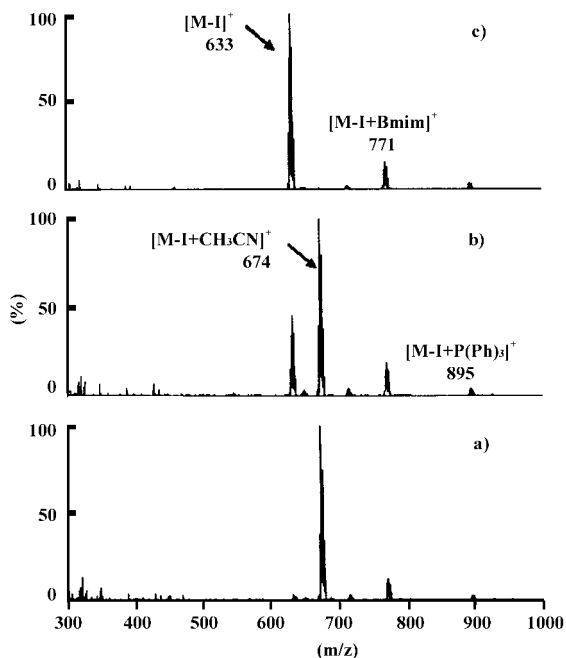 100
[M-I]+
633
c)
50
[M-I+Bmim]+
771
0
100
[M-I+CH3CN]+
674
b)
50
[M-I+P(Ph)3]+
895
0
(%)
100
a)
50
0
300 400 500 600 700 800 900 1000
(m/z)